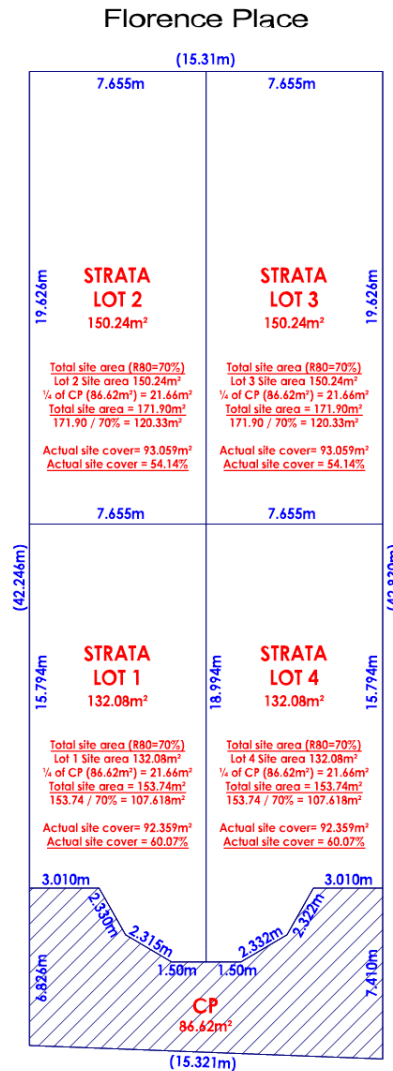 Florence Place
(15.31m)
7.655m 7.655m
19.626m 19.626m
STRATA
LOT 2
150.24m²
Total site area (R80=70%)
Lot 2 Site area 150.24m²
¼ of CP (86.62m²) = 21.66m²
Total site area = 171.90m²
171.90 / 70% = 120.33m²
Actual site cover= 93.059m²
Actual site cover = 54.14%
STRATA
LOT 3
150.24m²
Total site area (R80=70%)
Lot 3 Site area 150.24m²
¼ of CP (86.62m²) = 21.66m²
Total site area = 171.90m²
171.90 / 70% = 120.33m²
Actual site cover= 93.059m²
Actual site cover = 54.14%
7.655m 7.655m
(42.246m) (42.830m)
15.794m 18.994m 15.794m
STRATA
LOT 1
132.08m²
Total site area (R80=70%)
Lot 1 Site area 132.08m²
¼ of CP (86.62m²) = 21.66m²
Total site area = 153.74m²
153.74 / 70% = 107.618m²
Actual site cover= 92.359m²
Actual site cover = 60.07%
STRATA
LOT 4
132.08m²
Total site area (R80=70%)
Lot 4 Site area 132.08m²
¼ of CP (86.62m²) = 21.66m²
Total site area = 153.74m²
153.74 / 70% = 107.618m²
Actual site cover= 92.359m²
Actual site cover = 60.07%
3.010m 3.010m
2.330m 2.322m
2.315m 2.332m
1.50m 1.50m
6.826m 7.410m
CP
86.62m²
(15.321m)